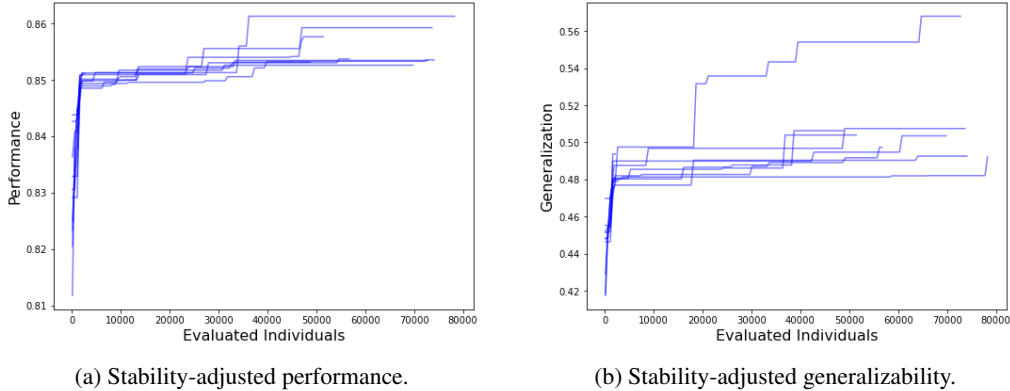 0.86
0.85
0.84
0.83
0.82
0.81
Performance
0 10000 20000 30000 40000 50000 60000 70000 80000
Evaluated Individuals
(a) Stability-adjusted performance.
0.56
0.54
0.52
0.50
0.48
0.46
0.44
0.42
Generalization
0 10000 20000 30000 40000 50000 60000 70000 80000
Evaluated Individuals
(b) Stability-adjusted generalizability.